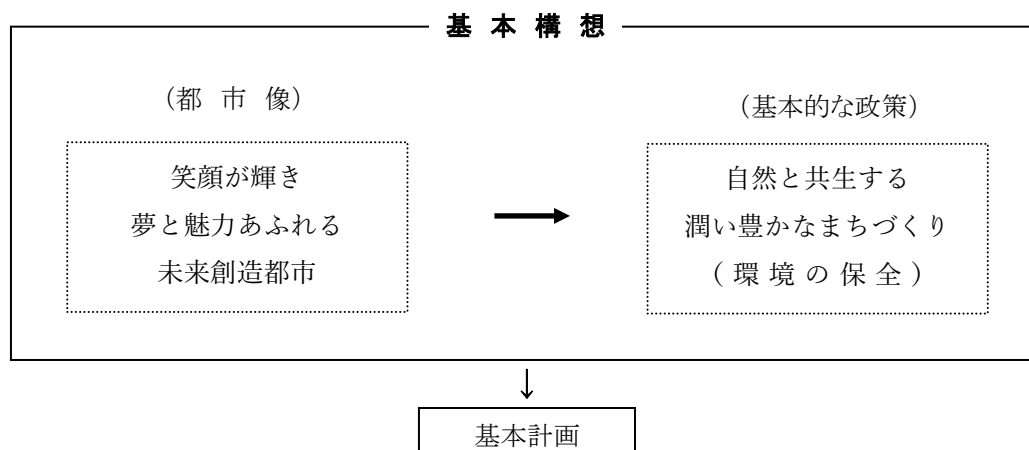 基 本 構 想
（都 市 像）
笑顔が輝き
夢と魅力あふれる
未来創造都市
（基本的な政策）
自然と共生する
潤い豊かなまちづくり
（ 環 境 の 保 全 ）
基本計画